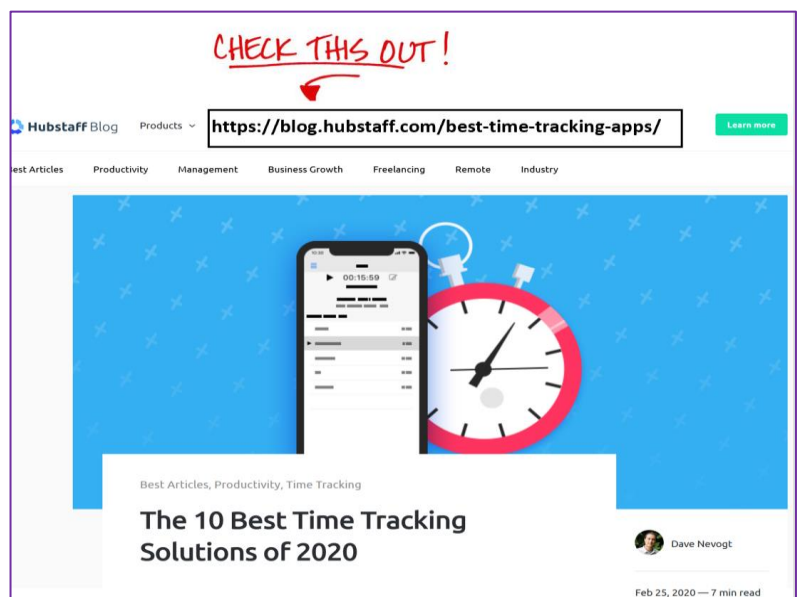 CHECK THIS OUT!
Hubstaff Blog Products https://blog.hubstaff.com/best-time-tracking-apps/ Learn more
est Articles Productivity Management Business Growth Freelancing Remote Industry
00:15:59
Best Articles, Productivity, Time Tracking
The 10 Best Time Tracking
Solutions of 2020
Dave Nevogt
Feb 25, 2020 — 7 min read